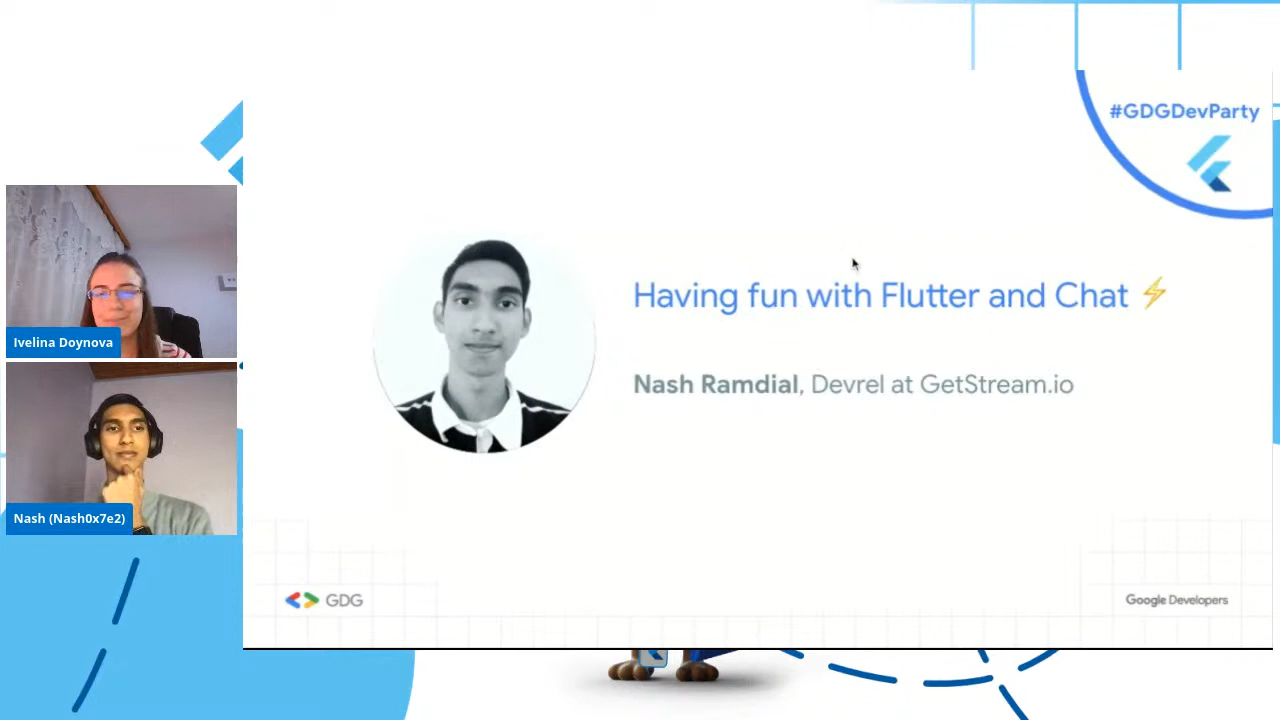 #GDGDevParty
Ivelina Doynova
Nash (Nash0x7e2)
Having fun with Flutter and Chat ⚡
Nash Ramdial, Devrel at GetStream.io
GDG
Google Developers